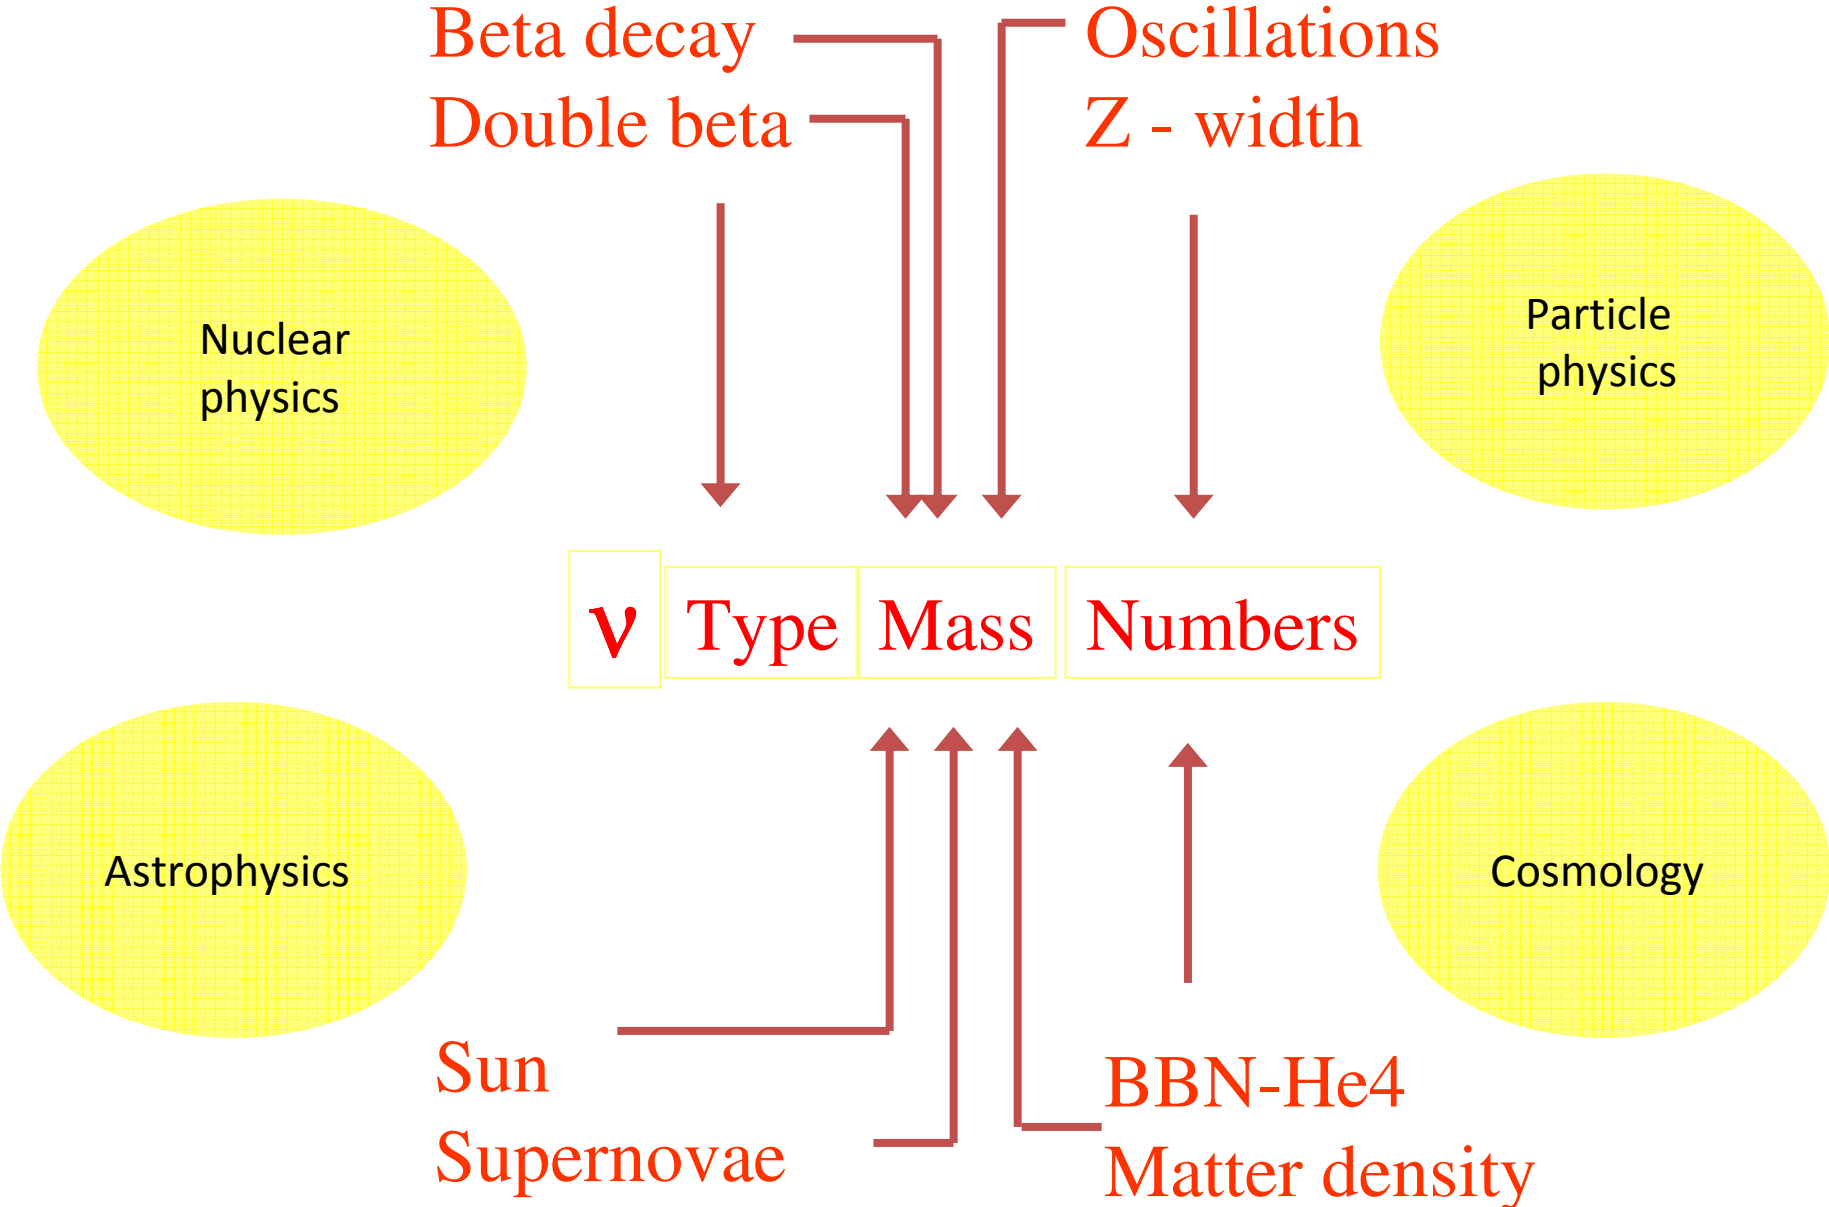 Beta decay
Double beta
Oscillations
Z - width
Nuclear
physics
Particle
physics
ν Type Mass Numbers
Astrophysics
Cosmology
Sun
Supernovae
BBN-He4
Matter density